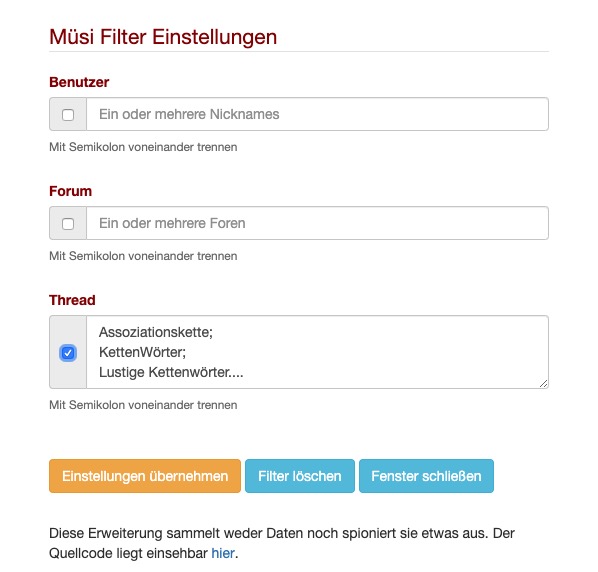 Müsi Filter Einstellungen
Benutzer
Ein oder mehrere Nicknames
Mit Semikolon voneinander trennen
Forum
Ein oder mehrere Foren
Mit Semikolon voneinander trennen
Thread
Assoziationskette;
KettenWörter;
Lustige Kettenwörter....
Mit Semikolon voneinander trennen
Einstellungen übernehmen Filter löschen Fenster schließen
Diese Erweiterung sammelt weder Daten noch spioniert sie etwas aus. Der
Quellcode liegt einsehbar hier.